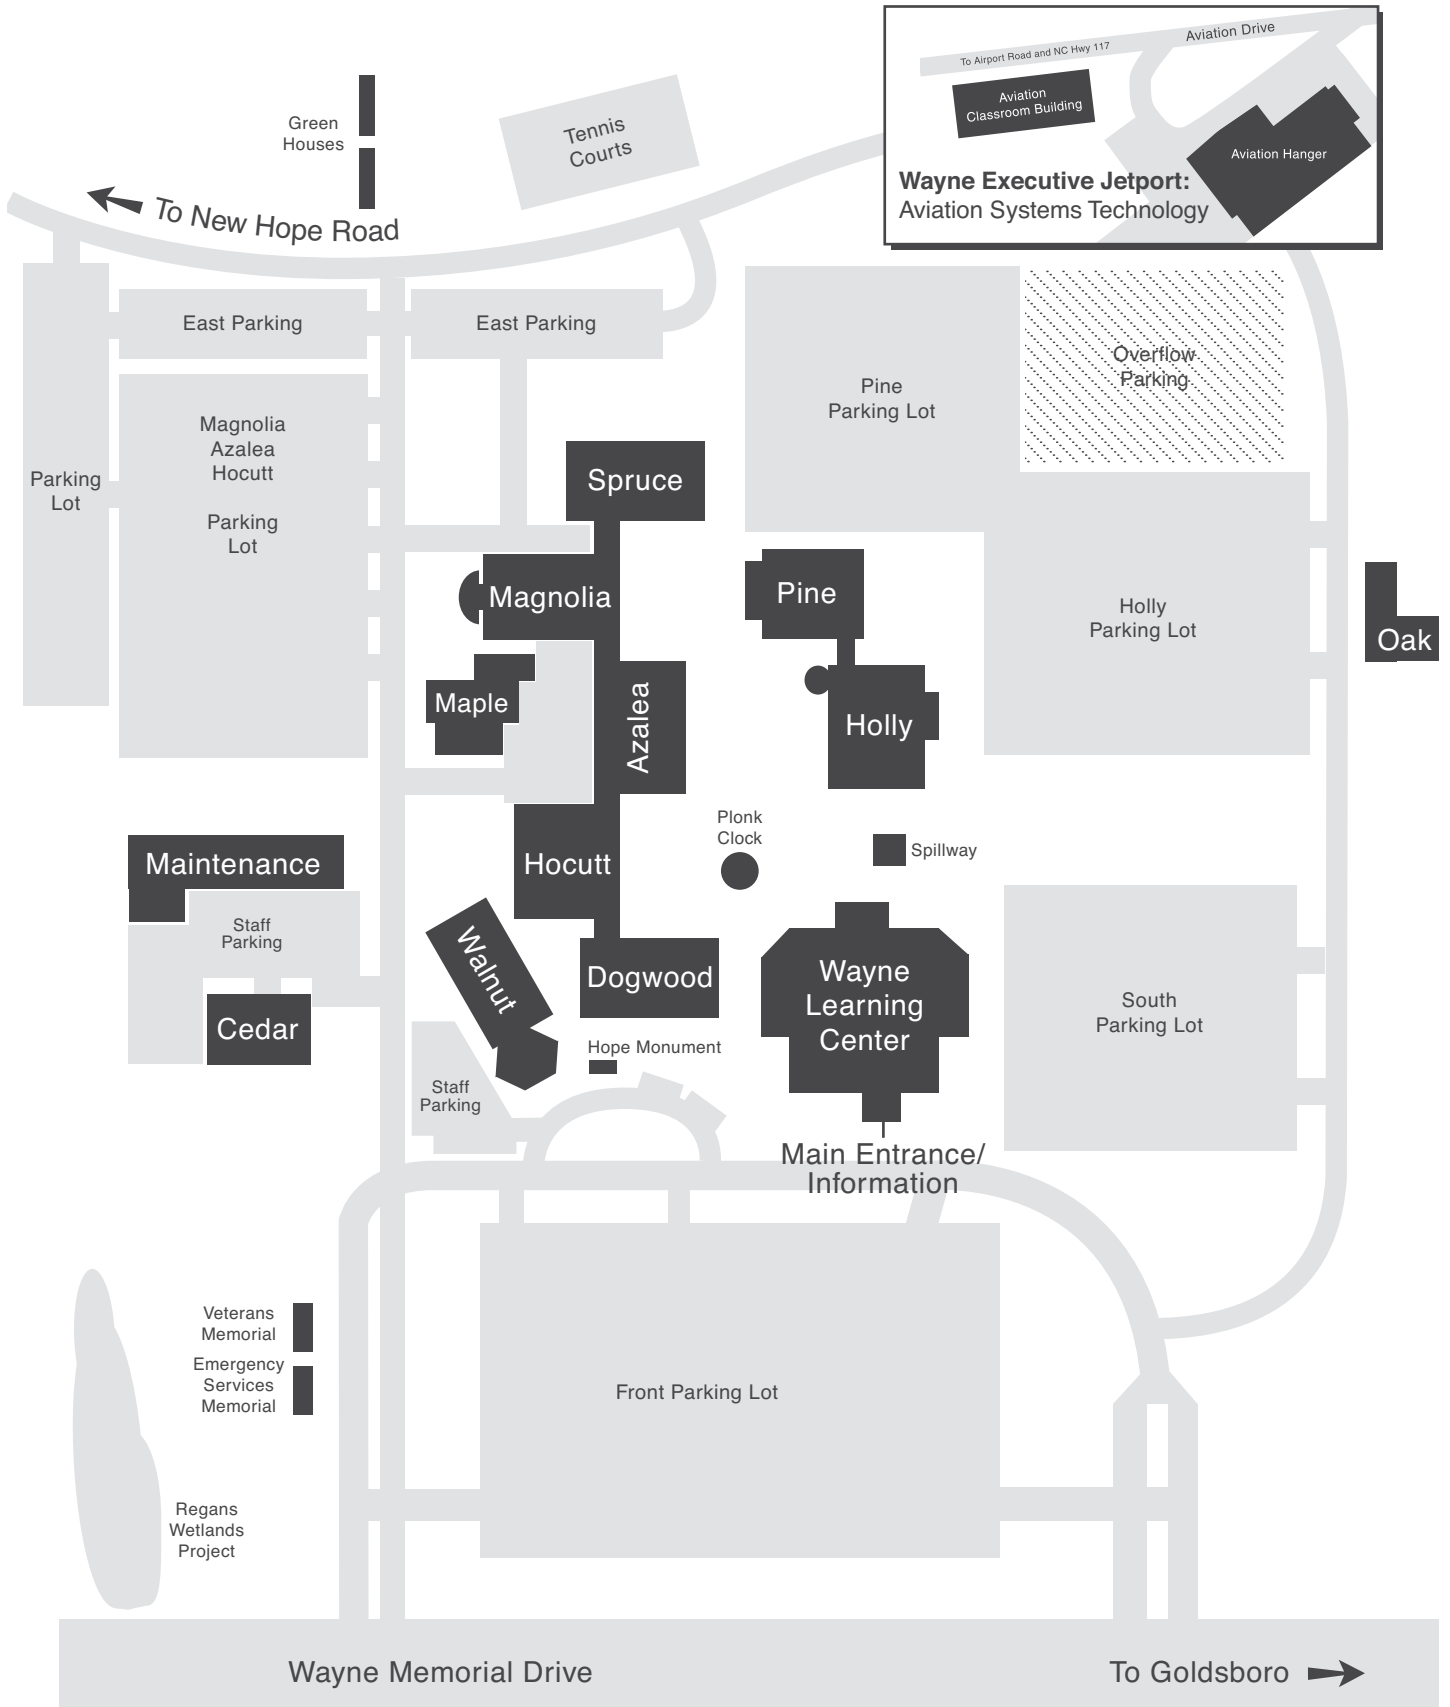 Aviation Drive
To Airport Road and NC Hwy 117
Aviation
Classroom Building
Aviation Hanger
Wayne Executive Jetport:
Aviation Systems Technology
Green
Houses
Tennis
Courts
To New Hope Road
East Parking
East Parking
Overflow
Parking
Pine
Parking Lot
Magnolia
Azalea
Hocutt
Parking
Lot
Parking
Lot
Spruce
Magnolia
Pine
Holly
Parking Lot
Oak
Maple
Azalea
Holly
Plonk
Clock
Spillway
Maintenance
Hocutt
Staff
Parking
Walnut
Dogwood
Wayne
Learning
Center
South
Parking Lot
Cedar
Hope Monument
Staff
Parking
Main Entrance/
Information
Veterans
Memorial
Emergency
Services
Memorial
Front Parking Lot
Regans
Wetlands
Project
Wayne Memorial Drive
To Goldsboro